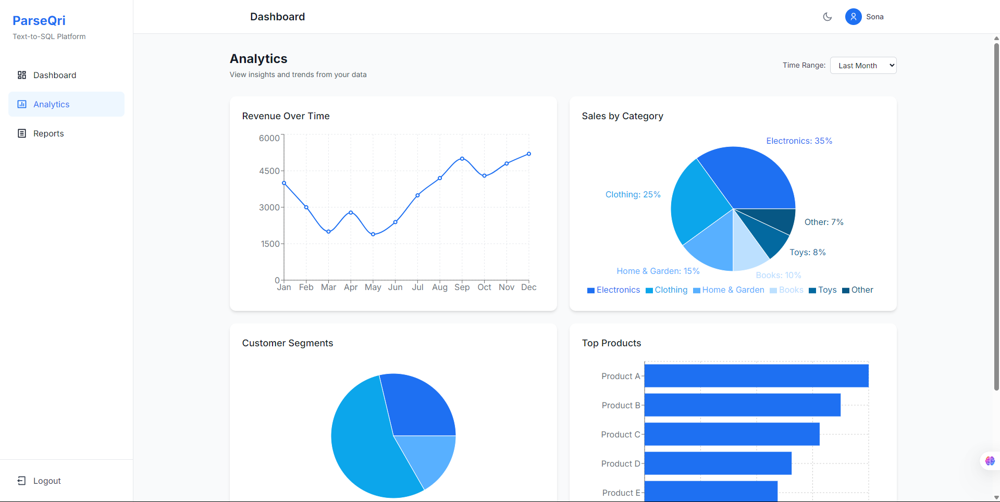 ParseQri
Text-to-SQL Platform
Dashboard
Analytics
Reports
Logout
Dashboard
Sona
Analytics
View insights and trends from your data
Time Range:
Last Month
Revenue Over Time
6000
4500
3000
1500
0
Jan Feb Mar Apr May Jun Jul Aug Sep Oct Nov Dec
Sales by Category
Electronics: 35%
Clothing: 25%
Other: 7%
Toys: 8%
Home & Garden: 15%
Books: 10%
Electronics Clothing Home & Garden Books Toys Other
Customer Segments
Top Products
Product A
Product B
Product C
Product D
Product E